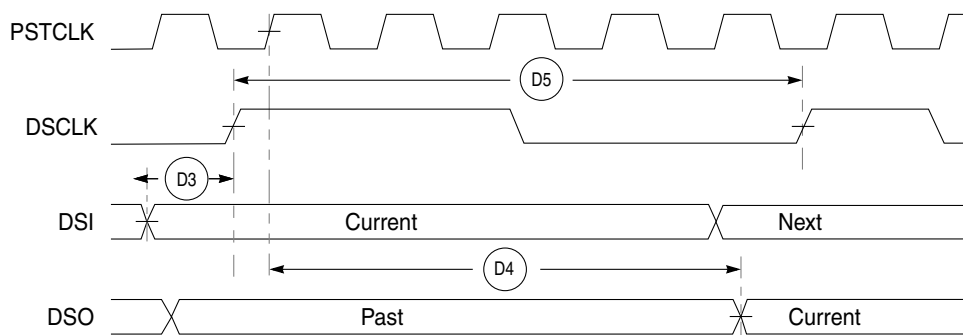 PSTCLK
D5
DSCLK
D3
DSI
Current
Next
D4
DSO
Past
Current